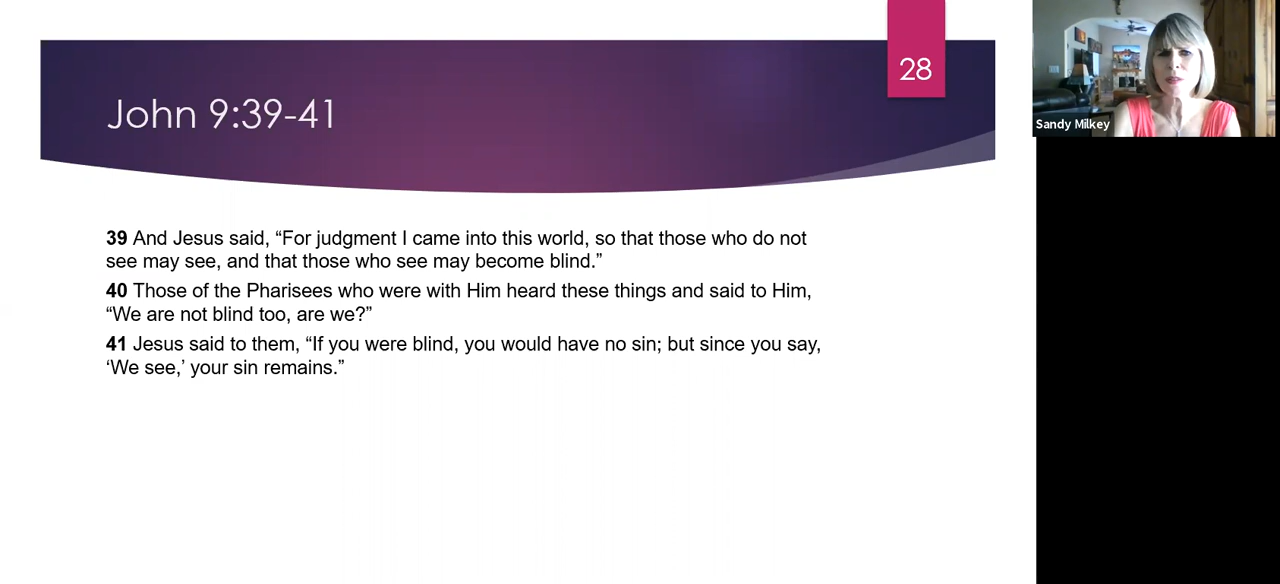 28
John 9:39-41
39 And Jesus said, “For judgment I came into this world, so that those who do not
see may see, and that those who see may become blind.”
40 Those of the Pharisees who were with Him heard these things and said to Him,
“We are not blind too, are we?”
41 Jesus said to them, “If you were blind, you would have no sin; but since you say,
‘We see,’ your sin remains.”
Sandy Milkey